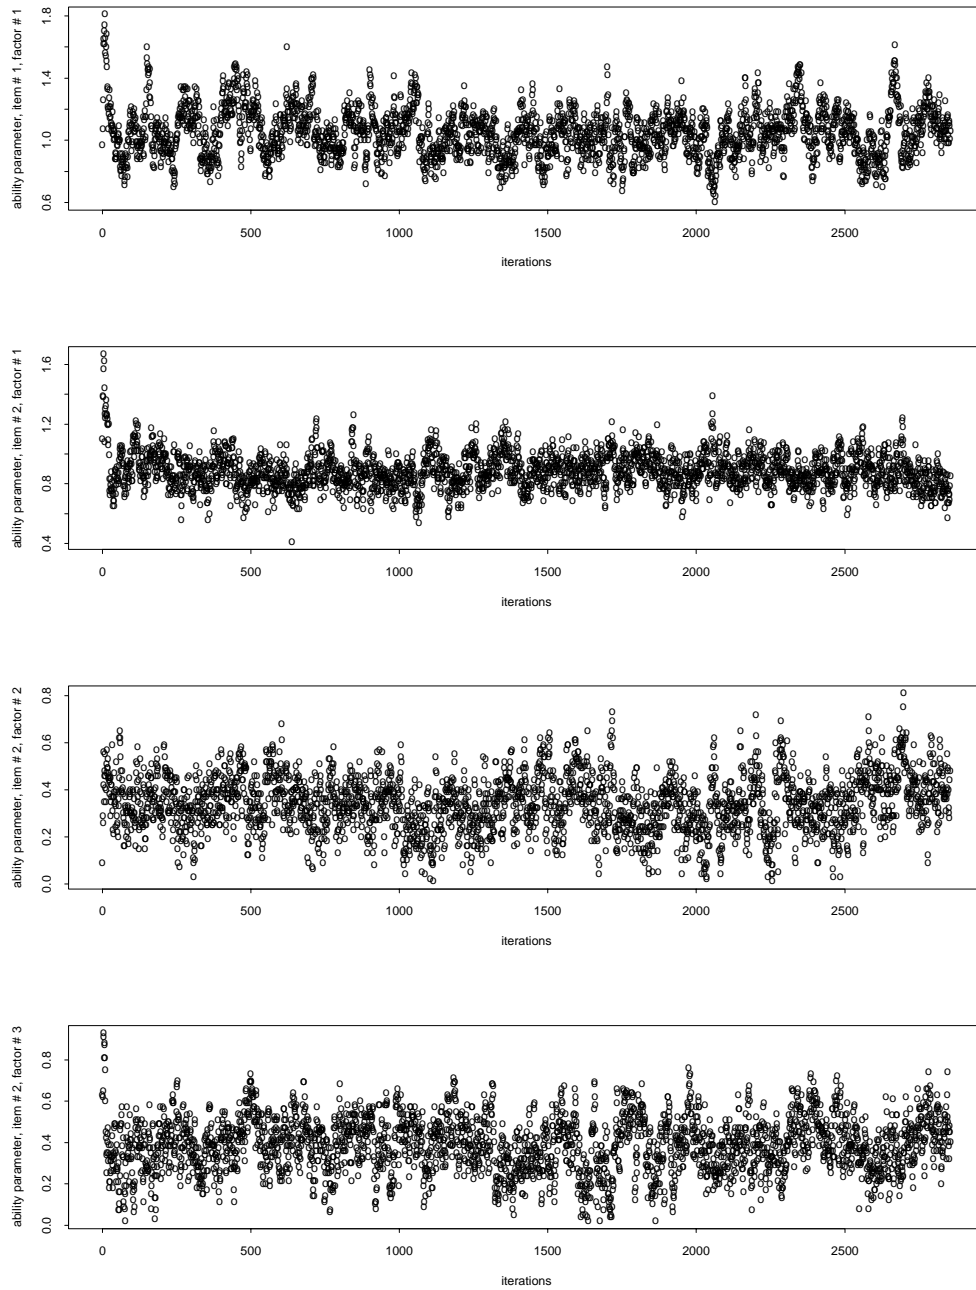 ability parameter, item # 1, factor # 1
1.8
1.4
1.0
0.6
0 500 1000 1500 2000 2500
iterations
ability parameter, item # 2, factor # 1
1.6
1.2
0.8
0.4
0 500 1000 1500 2000 2500
iterations
ability parameter, item # 2, factor # 2
0.8
0.6
0.4
0.2
0.0
0 500 1000 1500 2000 2500
iterations
ability parameter, item # 2, factor # 3
0.8
0.6
0.4
0.2
0.0
0 500 1000 1500 2000 2500
iterations